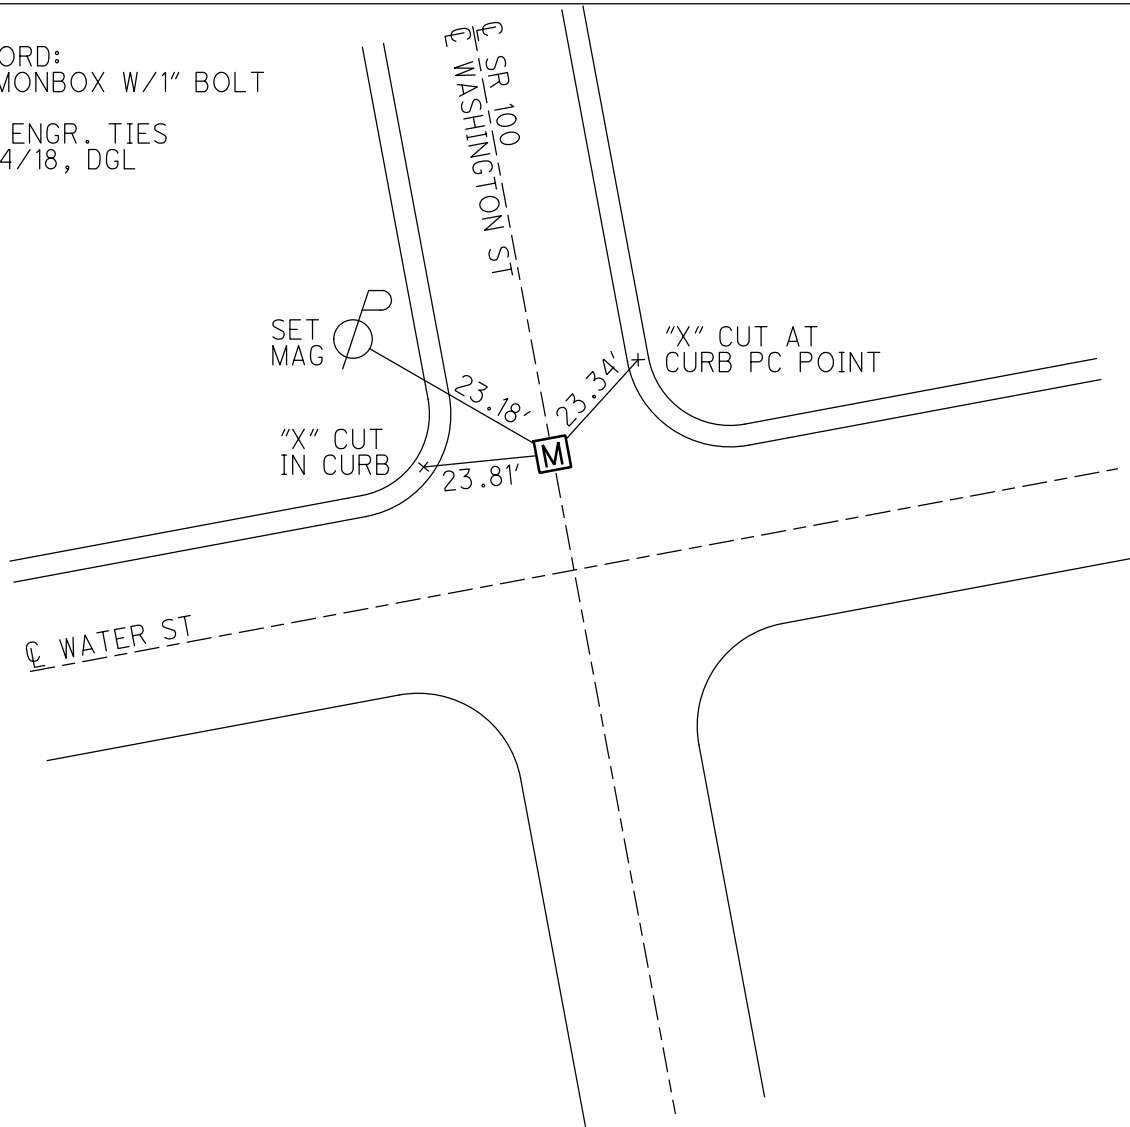 ORD:
MONBOX W/1" BOLT
ENGR. TIES
4/18, DGL
℄ SR 100
℄ WASHINGTON ST
SET
MAG
"X" CUT AT
CURB PC POINT
23.18'
23.34'
"X" CUT
IN CURB
M
23.81'
℄ WATER ST